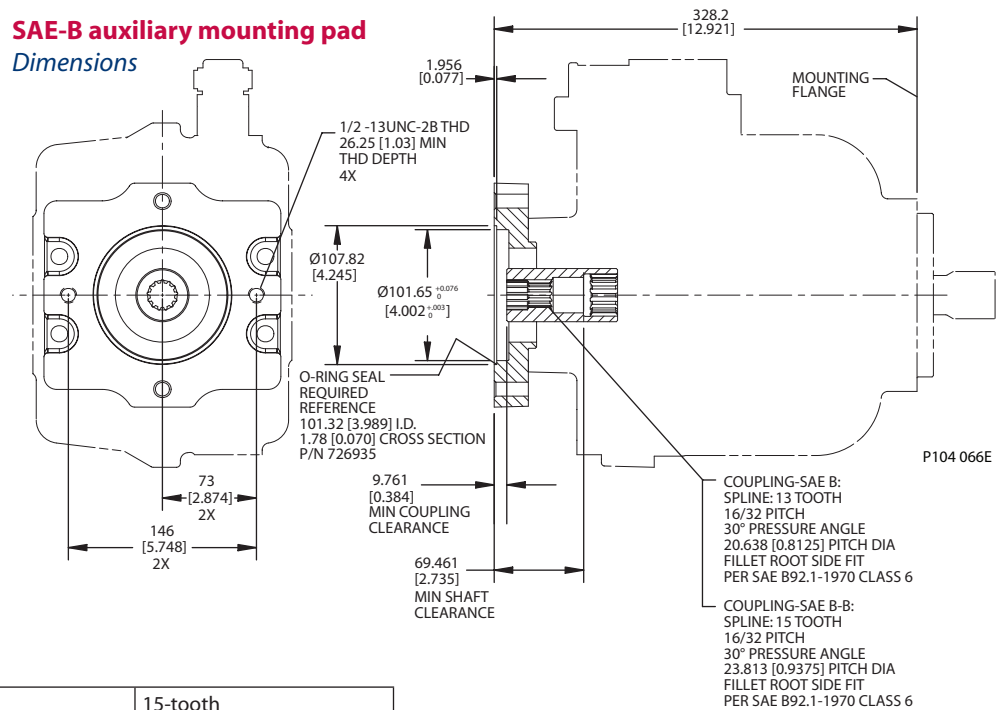 SAE-B auxiliary mounting pad
Dimensions
328.2
[12.921]
1.956
[0.077]
MOUNTING
FLANGE
1/2 -13UNC-2B THD
26.25 [1.03] MIN
THD DEPTH
4X
Ø107.82
[4.245]
Ø101.65 +0.076 0
[4.002 +.003 0]
O-RING SEAL
REQUIRED
REFERENCE
101.32 [3.989] I.D.
1.78 [0.070] CROSS SECTION
P/N 726935
P104 066E
73
[2.874]
2X
146
[5.748]
2X
9.761
[0.384]
MIN COUPLING
CLEARANCE
69.461
[2.735]
MIN SHAFT
CLEARANCE
COUPLING-SAE B:
SPLINE: 13 TOOTH
16/32 PITCH
30° PRESSURE ANGLE
20.638 [0.8125] PITCH DIA
FILLET ROOT SIDE FIT
PER SAE B92.1-1970 CLASS 6
COUPLING-SAE B-B:
SPLINE: 15 TOOTH
16/32 PITCH
30° PRESSURE ANGLE
23.813 [0.9375] PITCH DIA
FILLET ROOT SIDE FIT
PER SAE B92.1-1970 CLASS 6
15-tooth